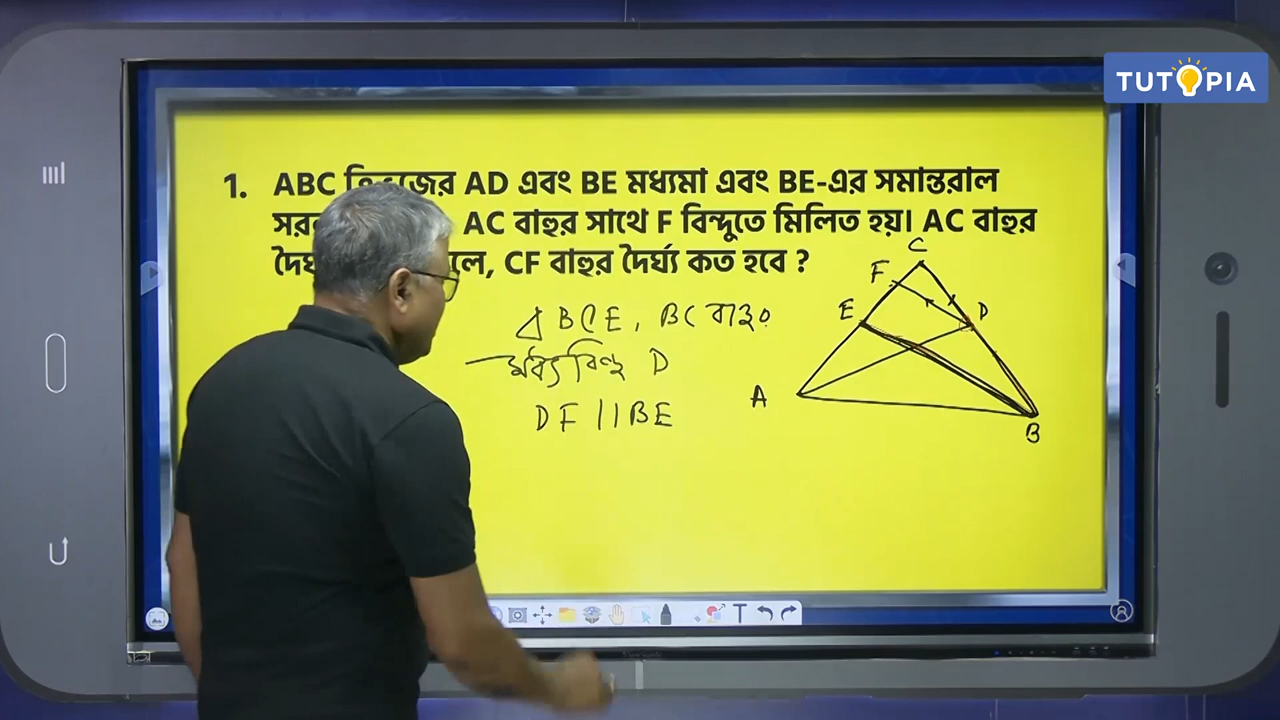 TUTOPIA
1. ABC ত্রিভুজের AD এবং BE মধ্যমা এবং BE-এর সমান্তরাল
AC বাহুর সাথে F বিন্দুতে মিলিত হয়। AC বাহুর
CF বাহুর দৈর্ঘ্য কত হবে ?
C
F
E
D
A
B
Δ BCE, BC বাহুর
মধ্যবিন্দু D
DF || BE
T